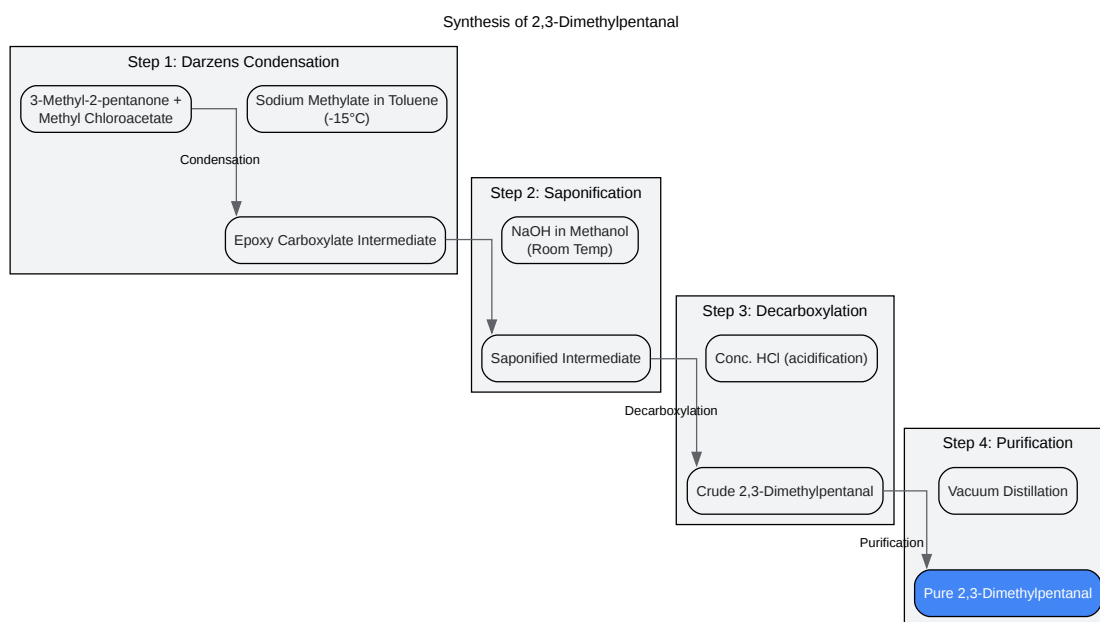 Synthesis of 2,3-Dimethylpentanal
Step 1: Darzens Condensation
3-Methyl-2-pentanone +
Methyl Chloroacetate
Sodium Methylate in Toluene
(-15°C)
Condensation
Epoxy Carboxylate Intermediate
Step 2: Saponification
NaOH in Methanol
(Room Temp)
Saponified Intermediate
Step 3: Decarboxylation
Conc. HCl (acidification)
Decarboxylation
Crude 2,3-Dimethylpentanal
Step 4: Purification
Vacuum Distillation
Purification
Pure 2,3-Dimethylpentanal